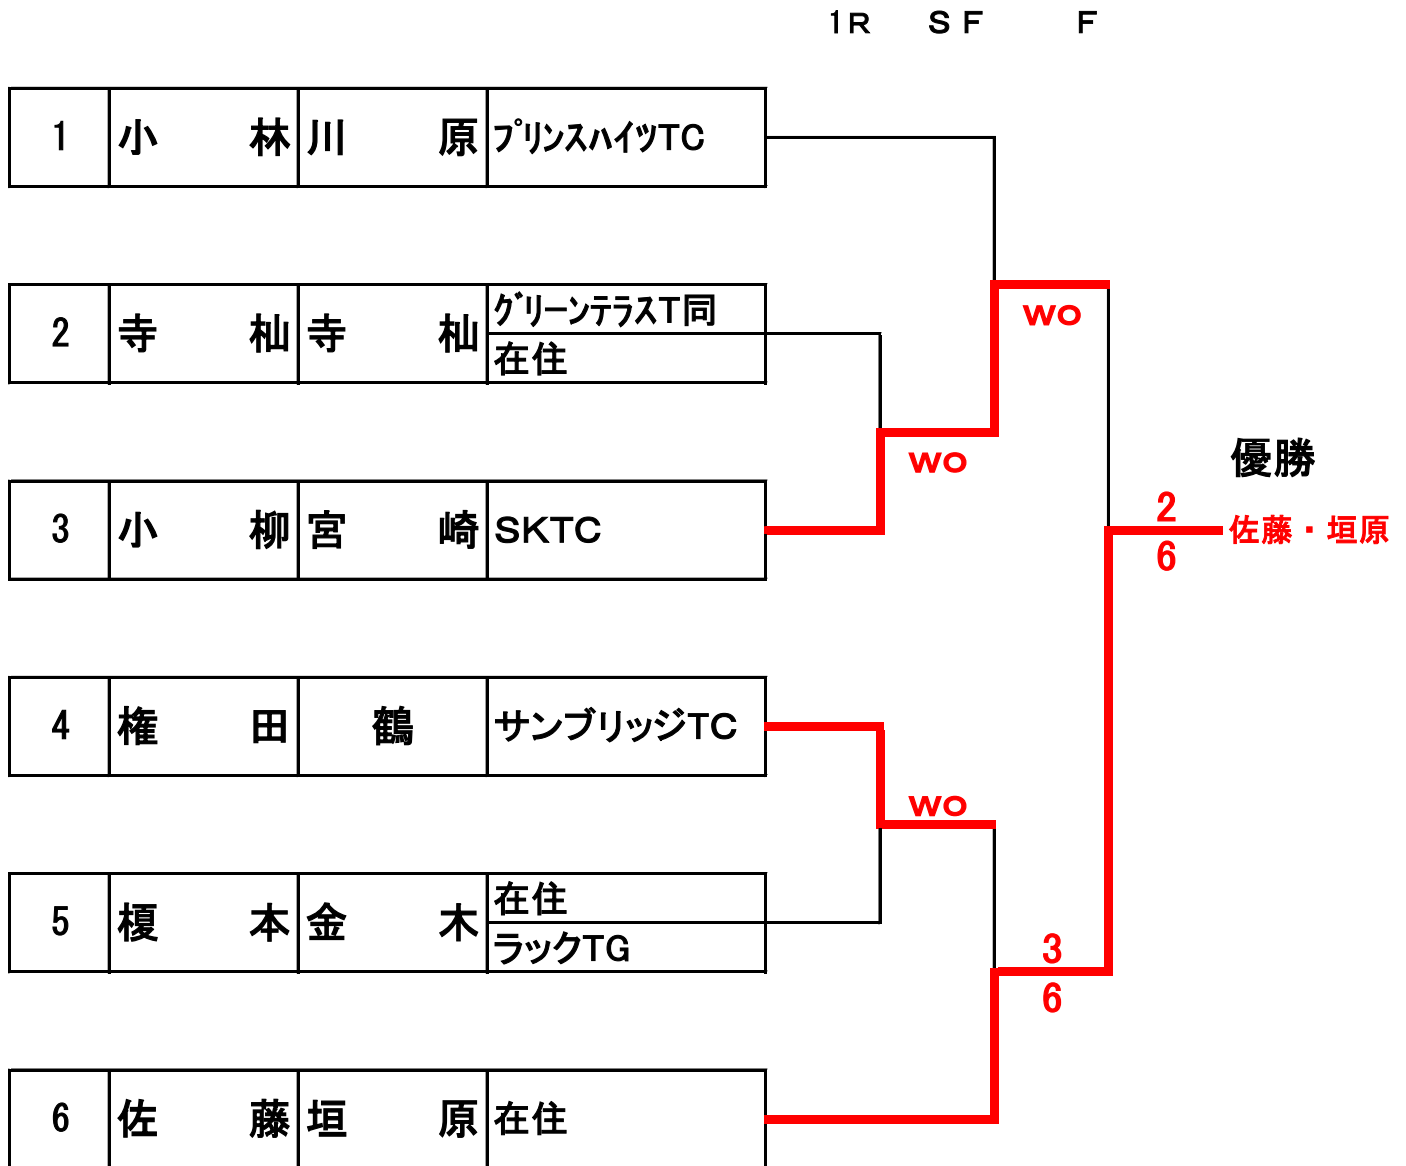 1R SF F
1 小林 川原 プリンスハイツTC
2 寺杣 寺杣 グリーンテラスT同
在住
WO
WO
優勝
3 小柳 宮崎 SKTC
2
佐藤・垣原
6
4 権田 鶴 サンブリッジTC
WO
5 榎本 金木 在住
ラックTG
3
6
6 佐藤 垣原 在住